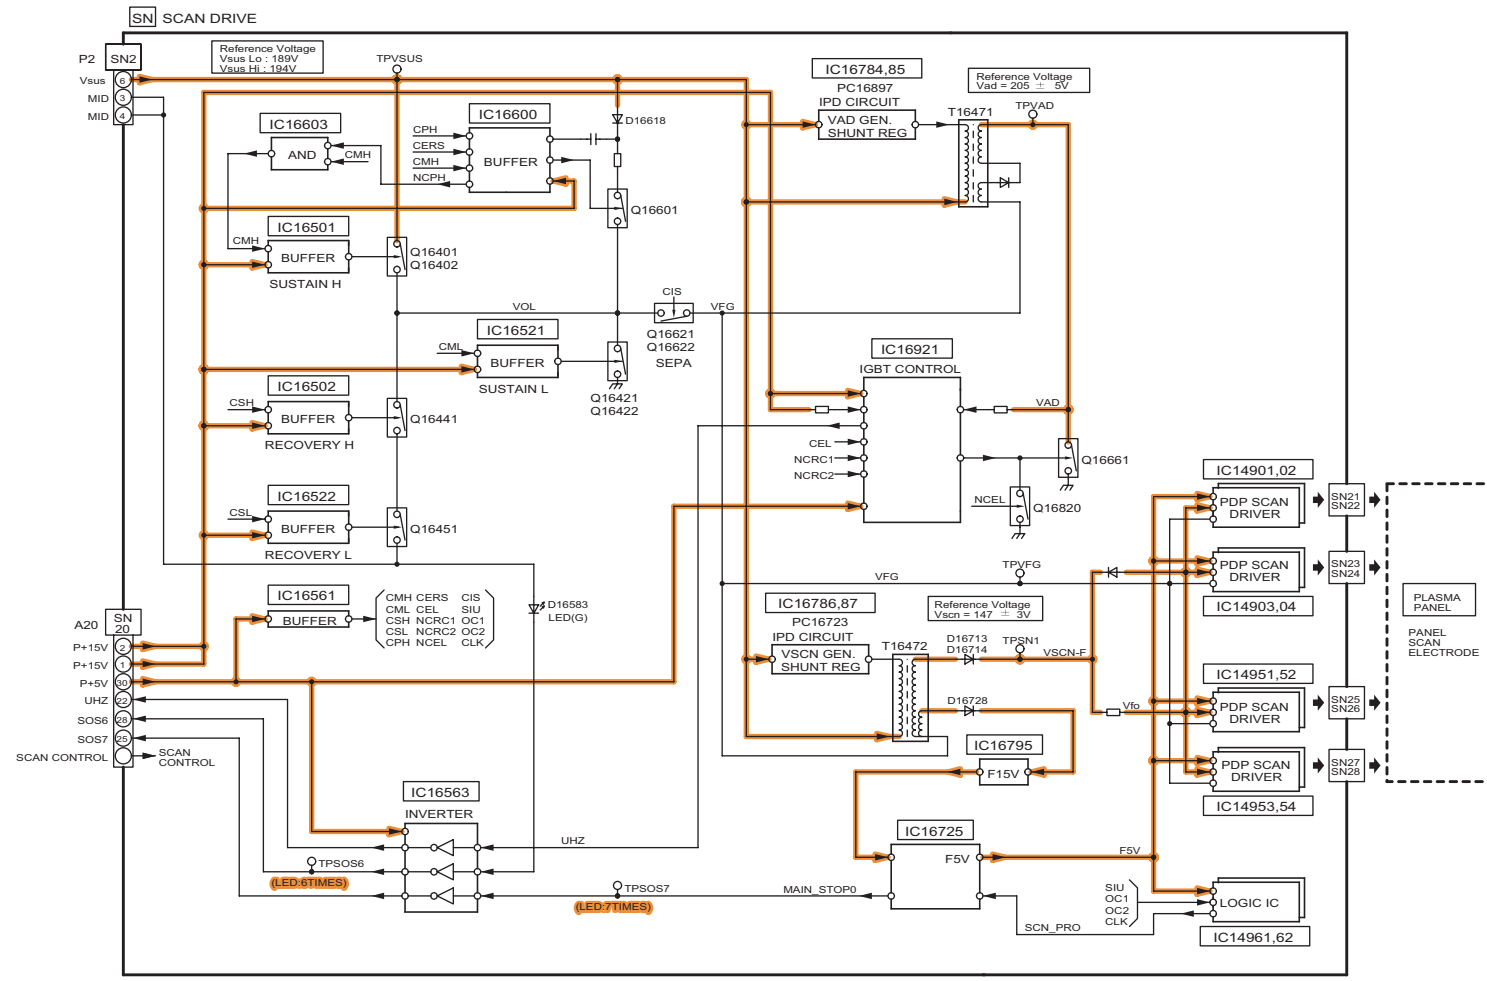 SN SCAN DRIVE
P2 SN2
Vsus 6
MID 3
MID 4
Reference Voltage
Vsus Lo : 189V
Vsus Hi : 194V
TPVSUS
IC16603
AND
CMH
IC16600
CPH
CERS
CMH
NCPH
BUFFER
D16618
Q16601
IC16784,85
PC16897
IPD CIRCUIT
VAD GEN.
SHUNT REG
Reference Voltage
Vad = 205 ± 5V
T16471
TPVAD
IC16501
CMH
BUFFER
SUSTAIN H
Q16401
Q16402
VOL
CIS
VFG
Q16621
Q16622
SEPA
IC16521
CML
BUFFER
SUSTAIN L
Q16421
Q16422
IC16502
CSH
BUFFER
RECOVERY H
Q16441
IC16921
IGBT CONTROL
VAD
CEL
NCRC1
NCRC2
Q16661
NCEL
Q16820
IC16522
CSL
BUFFER
RECOVERY L
Q16451
IC14901,02
PDP SCAN
DRIVER
SN21
SN22
PDP SCAN
DRIVER
SN23
SN24
IC14903,04
VFG
TPVFG
PLASMA
PANEL
PANEL
SCAN
ELECTRODE
IC16561
BUFFER
CMH CERS CIS
CML CEL SIU
CSH NCRC1 OC1
CSL NCRC2 OC2
CPH NCEL CLK
D16583
LED(G)
IC16786,87
PC16723
IPD CIRCUIT
VSCN GEN.
SHUNT REG
Reference Voltage
Vscn = 147 ± 3V
T16472
D16713
D16714
TPSN1
VSCN-F
D16728
Vfo
IC14951,52
PDP SCAN
DRIVER
SN25
SN26
PDP SCAN
DRIVER
SN27
SN28
IC14953,54
A20 SN
20
P+15V 2
P+15V 1
P+5V 30
UHZ 22
SOS6 28
SOS7 25
SCAN CONTROL
SCAN
CONTROL
IC16795
F15V
IC16563
INVERTER
UHZ
TPSOS6
(LED:6TIMES)
TPSOS7
(LED:7TIMES)
MAIN_STOP0
IC16725
F5V
F5V
SIU
OC1
OC2
CLK
SCN_PRO
LOGIC IC
IC14961,62